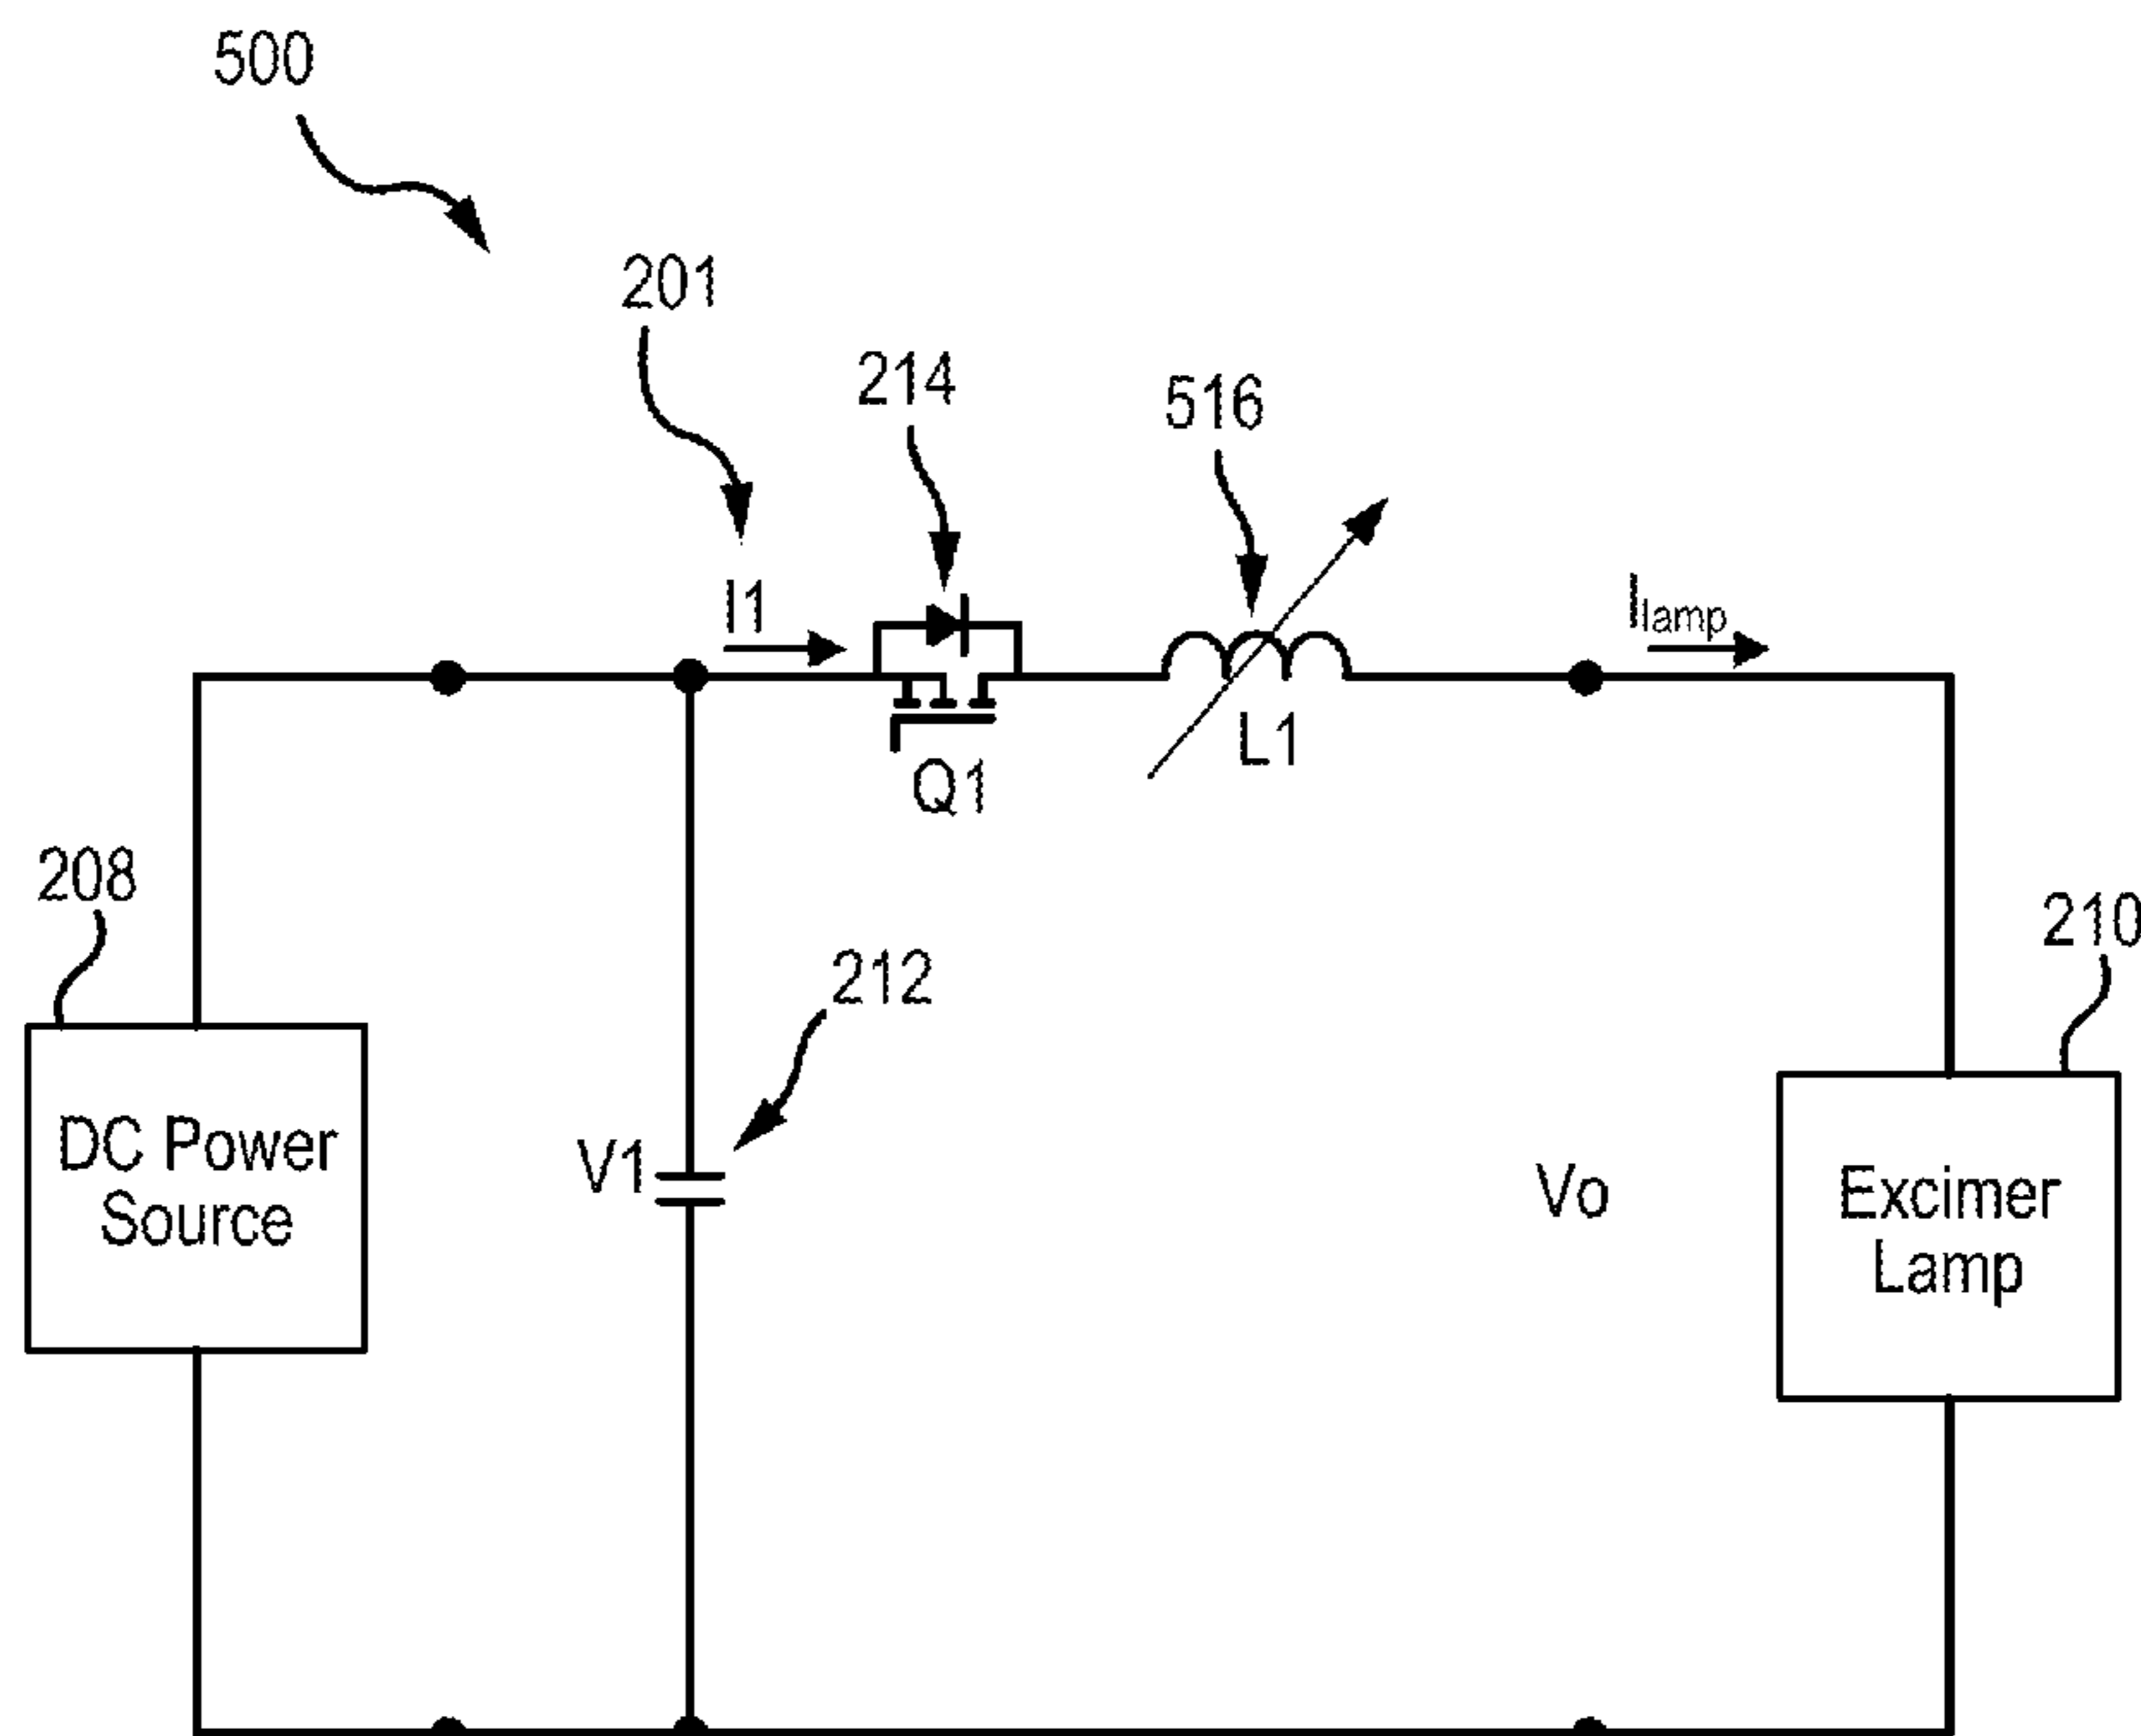 500
201
214
516
I1
Ilamp
L1
Q1
208
210
212
DC Power
Source
V1
Vo
Excimer
Lamp